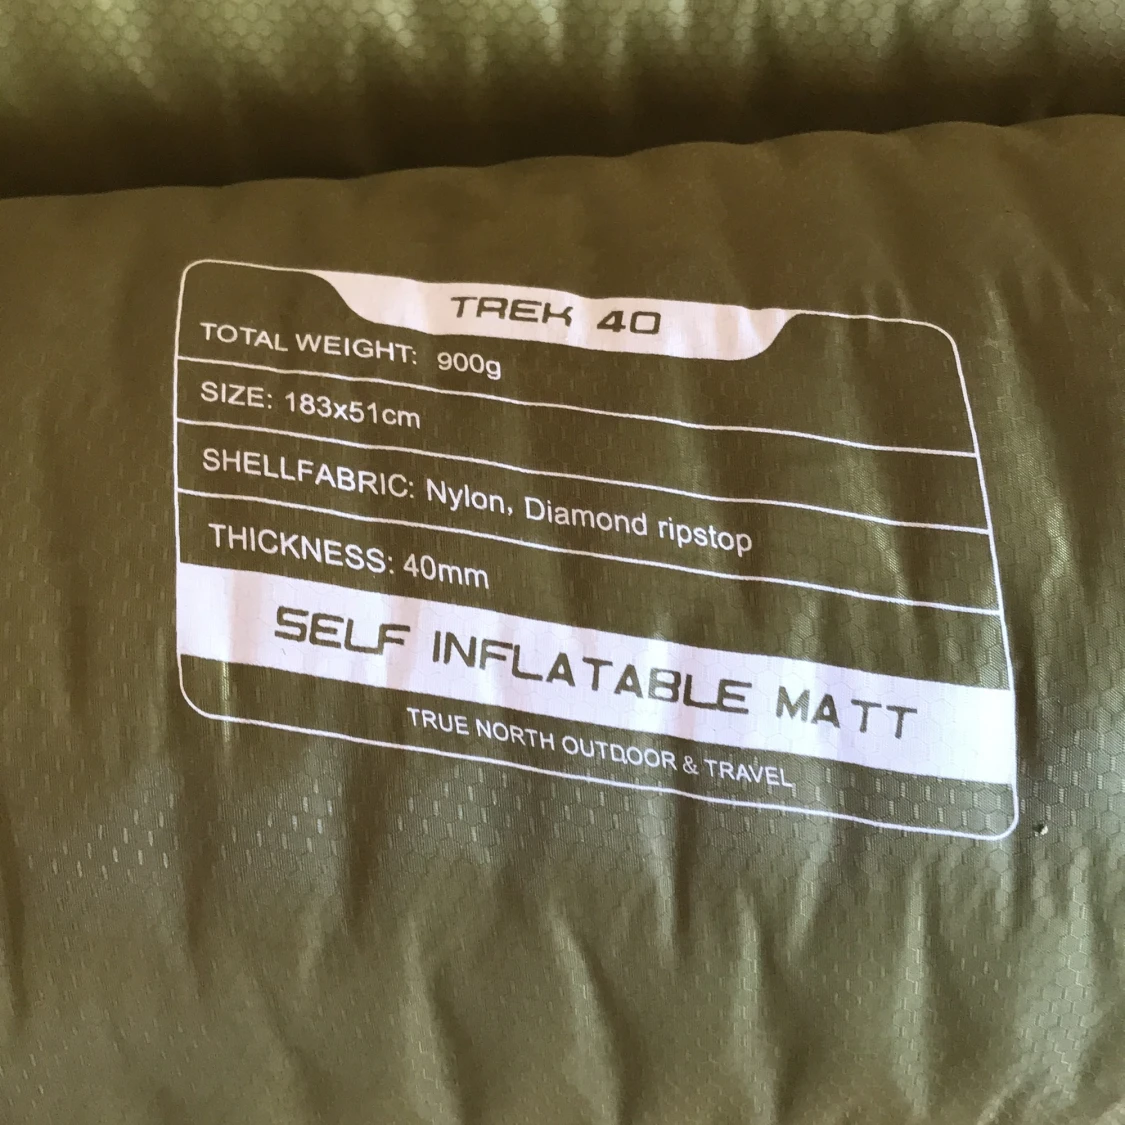 TREK 40
TOTAL WEIGHT: 900g
SIZE: 183x51cm
SHELLFABRIC: Nylon, Diamond ripstop
THICKNESS: 40mm
SELF INFLATABLE MATT
TRUE NORTH OUTDOOR & TRAVEL